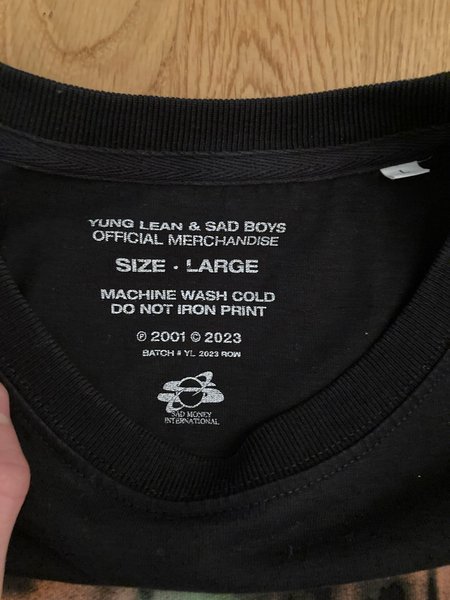 L
YUNG LEAN & SAD BOYS
OFFICIAL MERCHANDISE
SIZE · LARGE
MACHINE WASH COLD
DO NOT IRON PRINT
℗ 2001 © 2023
BATCH # YL 2023 ROW
SAD MONEY
INTERNATIONAL